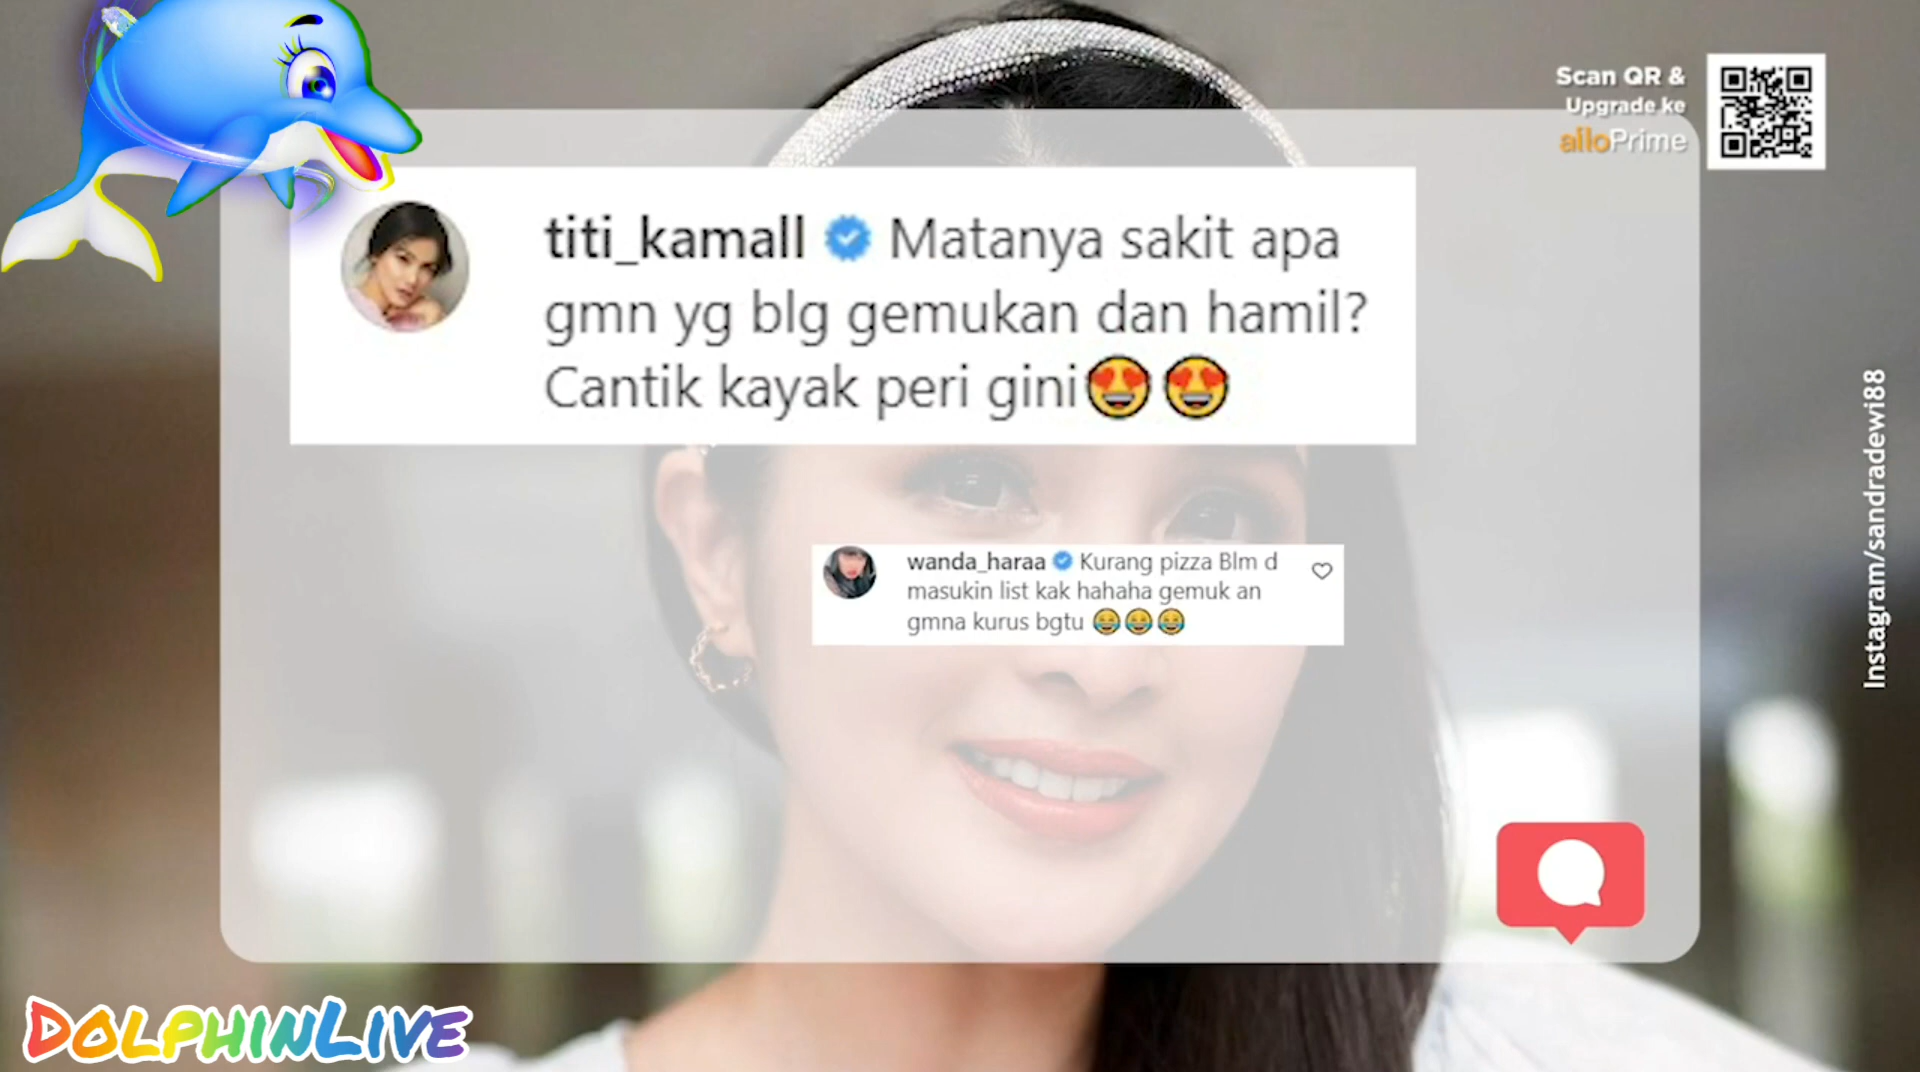 Scan QR &
Upgrade ke
alloPrime
titi_kamall Matanya sakit apa
gmn yg blg gemukan dan hamil?
Cantik kayak peri gini😍😍
wanda_haraa Kurang pizza Blm d
masukin list kak hahaha gemuk an
gmna kurus bgtu 😂😂😂
Instagram/sandradewi88
DOLPHINLIVE